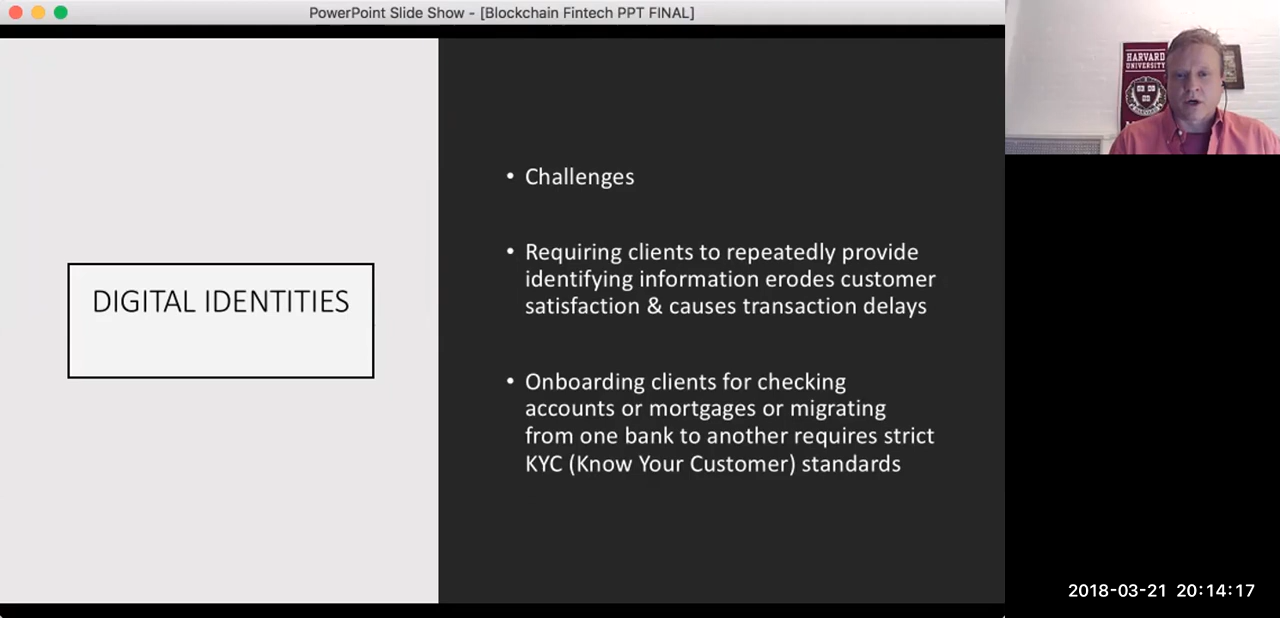 PowerPoint Slide Show - [Blockchain Fintech PPT FINAL]
HARVARD
UNIVERSITY
DIGITAL IDENTITIES
• Challenges
• Requiring clients to repeatedly provide
identifying information erodes customer
satisfaction & causes transaction delays
• Onboarding clients for checking
accounts or mortgages or migrating
from one bank to another requires strict
KYC (Know Your Customer) standards
2018-03-21 20:14:17